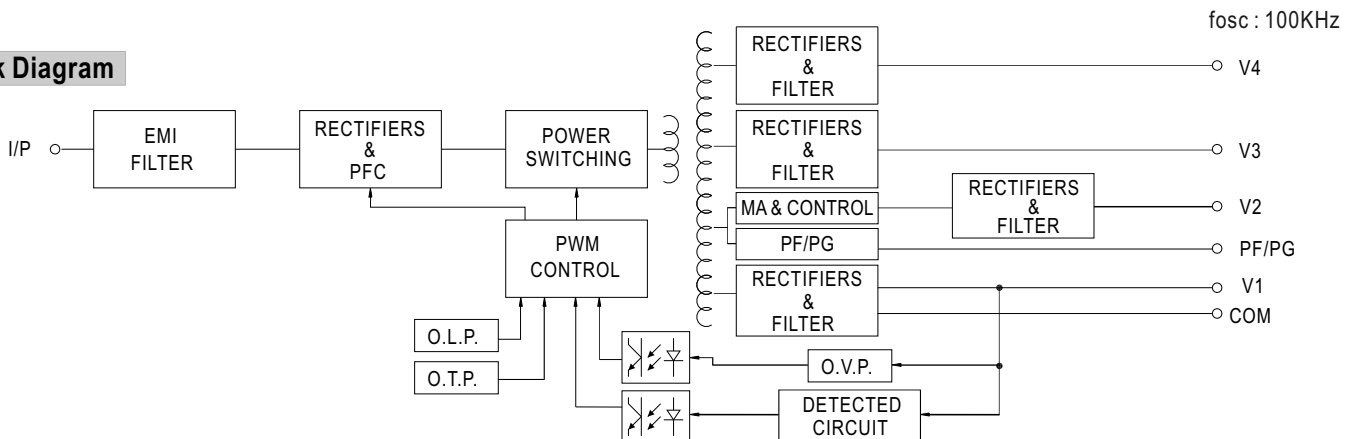 fosc : 100KHz
k Diagram
I/P
EMI
FILTER
RECTIFIERS
&
PFC
POWER
SWITCHING
PWM
CONTROL
O.L.P.
O.T.P.
RECTIFIERS
&
FILTER
V4
RECTIFIERS
&
FILTER
V3
MA & CONTROL
RECTIFIERS
&
FILTER
V2
PF/PG
PF/PG
RECTIFIERS
&
FILTER
V1
COM
O.V.P.
DETECTED
CIRCUIT